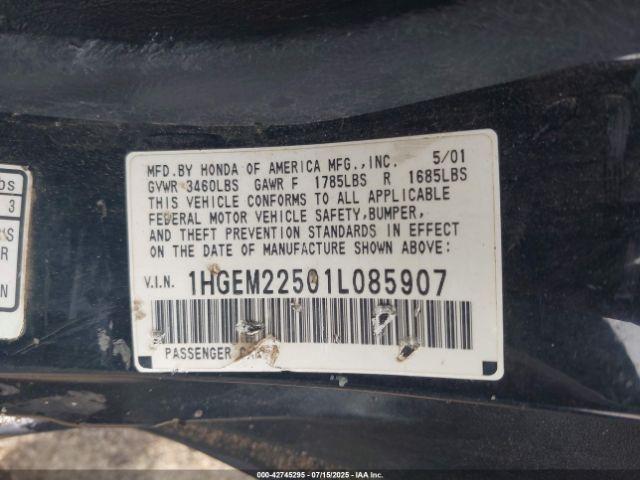 MFD.BY HONDA OF AMERICA MFG.,INC. 5/01
GVWR 3460LBS GAWR F 1785LBS R 1685LBS
THIS VEHICLE CONFORMS TO ALL APPLICABLE
FEDERAL MOTOR VEHICLE SAFETY,BUMPER,
AND THEFT PREVENTION STANDARDS IN EFFECT
ON THE DATE OF MANUFACTURE SHOWN ABOVE:
V.I.N. 1HGEM22501L085907
PASSENGER
bs
3
S
R
N
000-42745295 - 07/15/2025 - IAA Inc.